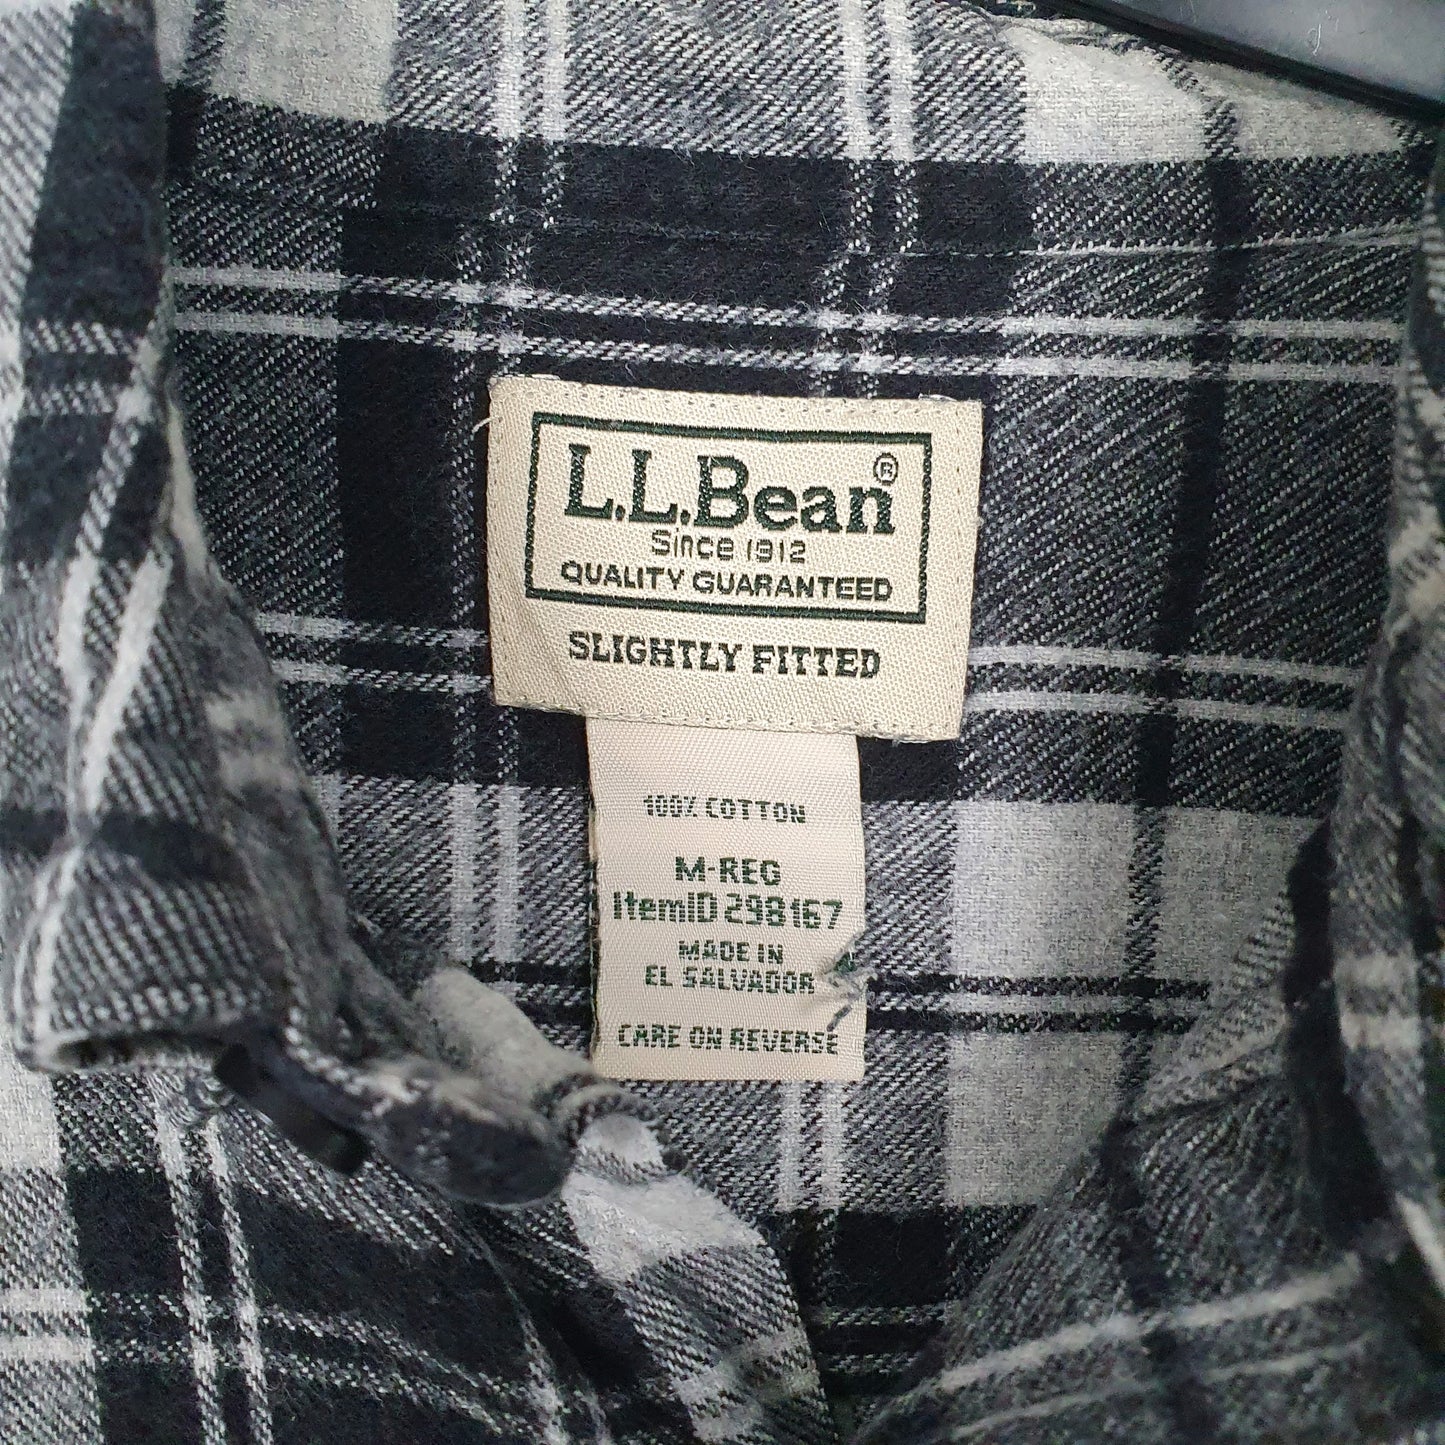 L.L.Bean®
Since 1912
QUALITY GUARANTEED
SLIGHTLY FITTED
100% COTTON
M-REG
ItemID 298167
MADE IN
EL SALVADOR
CARE ON REVERSE